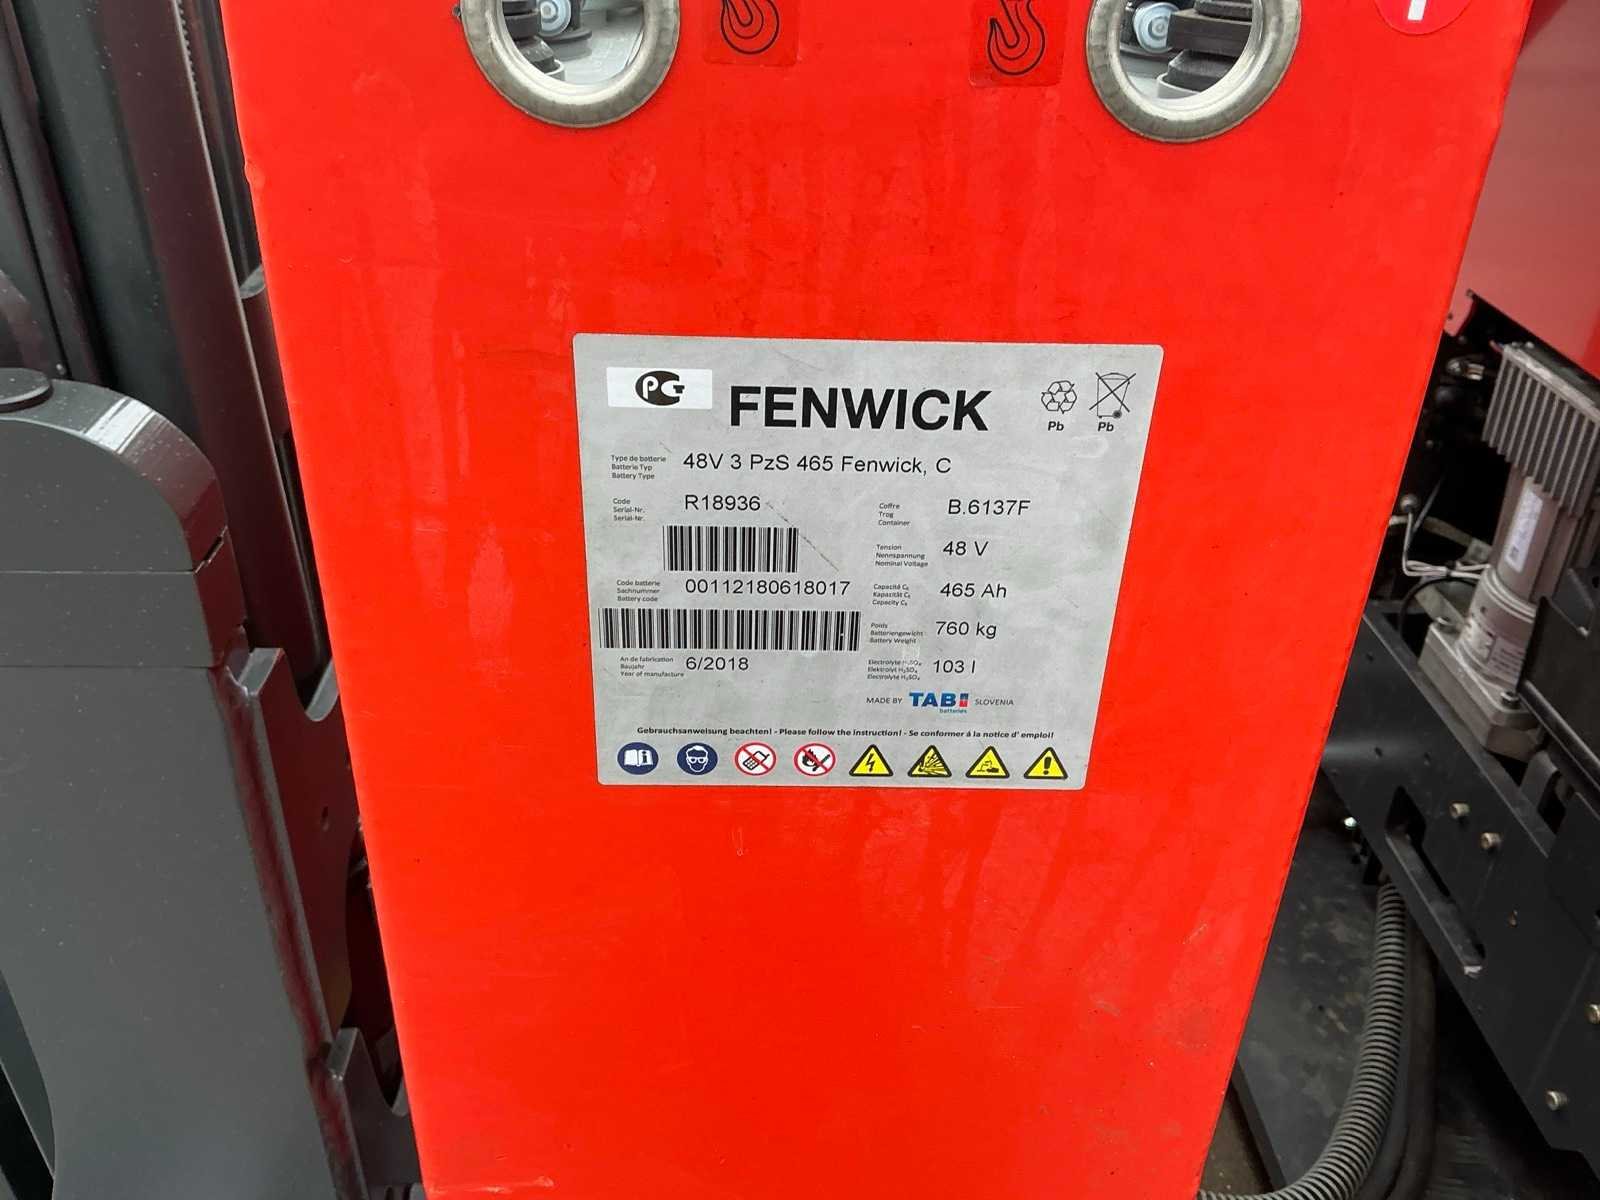 PG
FENWICK
Pb Pb
Type de batterie
Batterie Typ
Battery Type
48V 3 PzS 465 Fenwick, C
Code
Serial-Nr.
Serial-Nr.
R18936
Coffre
Trog
Container
B.6137F
Tension
Nennspannung
Nominal Voltage
48 V
Code batterie
Sachnummer
Battery code
00112180618017
Capacité C₅
Kapazität C₅
Capacity C₅
465 Ah
Poids
Batteriengewicht
Battery Weight
760 kg
An de fabrication
Baujahr
Year of manufacture
6/2018
Electrolyte H₂SO₄
Elektrolyt H₂SO₄
Electrolyte H₂SO₄
103 l
MADE BY TAB batteries SLOVENIA
Gebrauchsanweisung beachten! - Please follow the instruction! - Se conformer á la notice d' emploi!